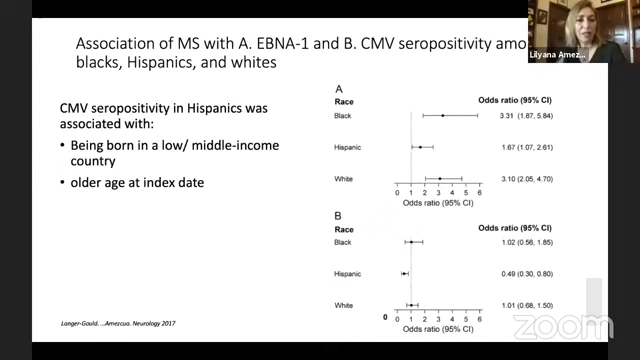 Association of MS with A. EBNA-1 and B. CMV seropositivity amo
blacks, Hispanics, and whites
Lilyana Amez...
CMV seropositivity in Hispanics was
associated with:
• Being born in a low/ middle-income
country
• older age at index date
A
Race
Odds ratio (95% CI)
Black
3.31 (1.87, 5.84)
Hispanic
1.67 (1.07, 2.61)
White
3.10 (2.05, 4.70)
0 1 2 3 4 5 6
Odds ratio (95% CI)
B
Race
Odds ratio (95% CI)
Black
1.02 (0.56, 1.85)
Hispanic
0.49 (0.30, 0.80)
White
1.01 (0.68, 1.50)
0
0 1 2 3 4 5 6
Odds ratio (95% CI)
Langer-Gould, ...Amezcua. Neurology 2017
zoom